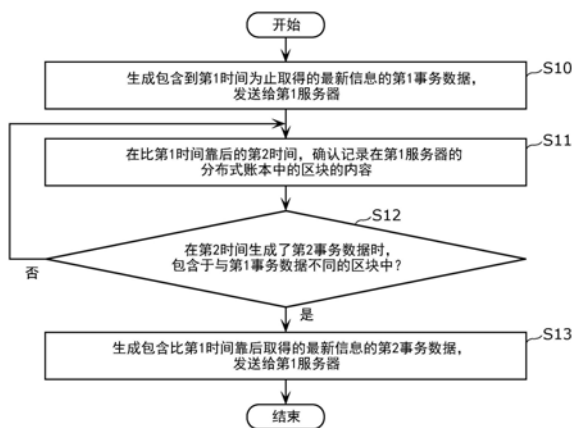 开始
S10
生成包含到第1时间为止取得的最新信息的第1事务数据,
发送给第1服务器
S11
在比第1时间靠后的第2时间，确认记录在第1服务器的
分布式账本中的区块的内容
S12
在第2时间生成了第2事务数据时,
包含于与第1事务数据不同的区块中?
否
是
S13
生成包含比第1时间靠后取得的最新信息的第2事务数据,
发送给第1服务器
结束